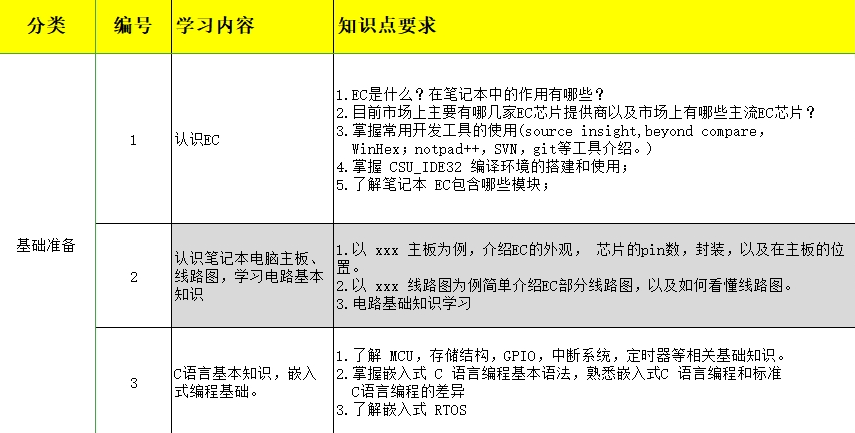 分类 编号 学习内容 知识点要求
基础准备
1
认识EC
1.EC是什么？在笔记本中的作用有哪些？
2.目前市场上主要有哪几家EC芯片提供商以及市场上有哪些主流EC芯片？
3.掌握常用开发工具的使用(source insight,beyond compare，
WinHex；notpad++，SVN，git等工具介绍。）
4.掌握 CSU_IDE32 编译环境的搭建和使用；
5.了解笔记本 EC包含哪些模块；
2
认识笔记本电脑主板、
线路图，学习电路基本
知识
1.以 xxx 主板为例，介绍EC的外观， 芯片的pin数，封装，以及在主板的位
置。
2.以 xxx 线路图为例简单介绍EC部分线路图，以及如何看懂线路图。
3.电路基础知识学习
3
C语言基本知识，嵌入
式编程基础。
1.了解 MCU，存储结构，GPIO，中断系统，定时器等相关基础知识。
2.掌握嵌入式 C 语言编程基本语法，熟悉嵌入式C 语言编程和标准
C语言编程的差异
3.了解嵌入式 RTOS